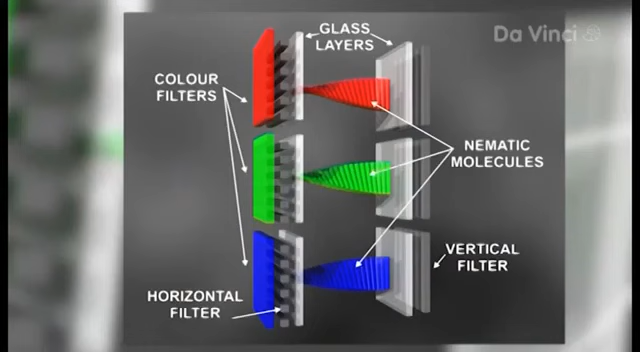 GLASS
LAYERS
Da Vinci
COLOUR
FILTERS
NEMATIC
MOLECULES
VERTICAL
FILTER
HORIZONTAL
FILTER